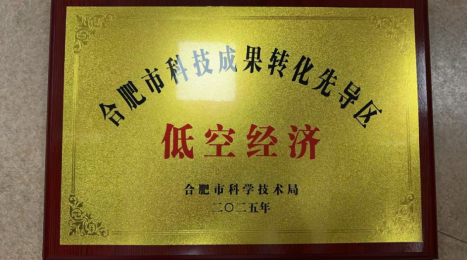 合肥市科技成果转化先导区
低空经济
合肥市科学技术局
二〇二五年